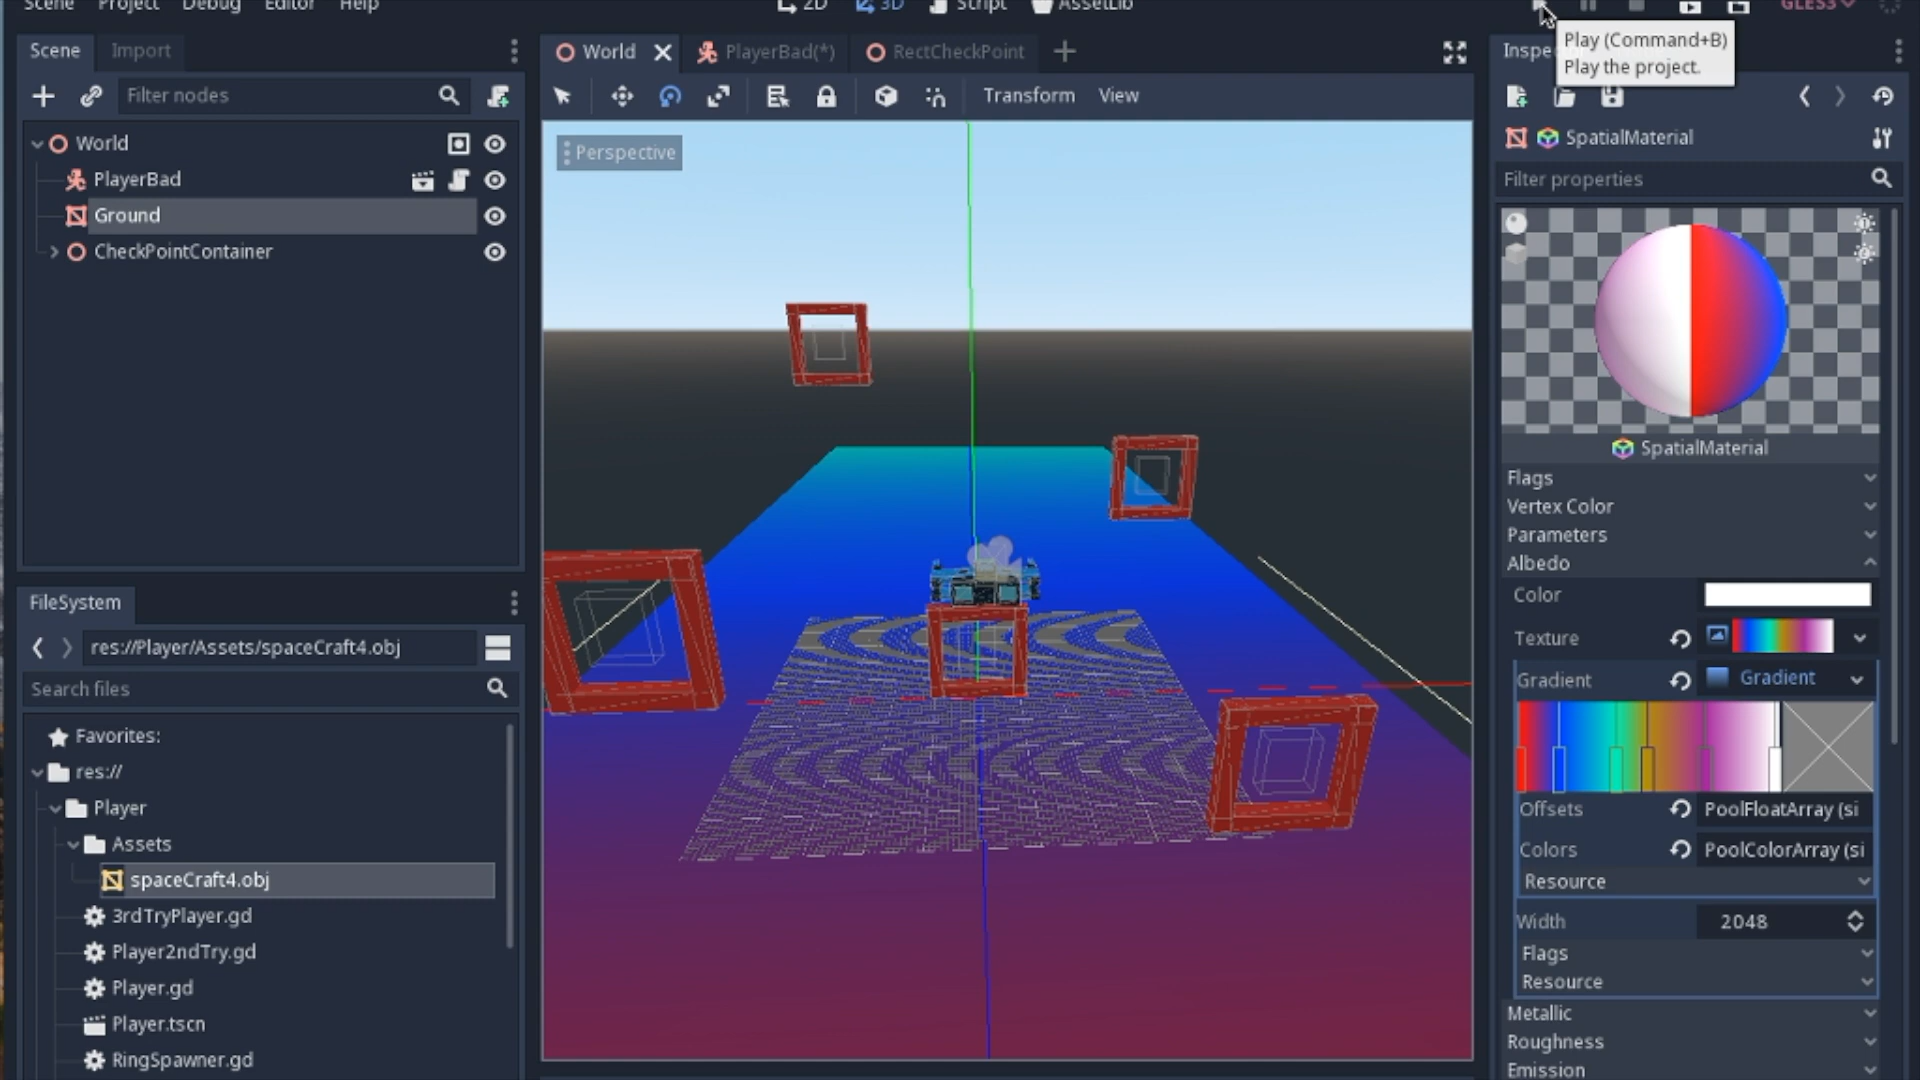 Scene Project Debug Editor Help
2D 3D Script AssetLib
GLES3
Play (Command+B)
Play the project.
Scene Import
Filter nodes
World
PlayerBad
Ground
CheckPointContainer
FileSystem
res://Player/Assets/spaceCraft4.obj
Search files
Favorites:
res://
Player
Assets
spaceCraft4.obj
3rdTryPlayer.gd
Player2ndTry.gd
Player.gd
Player.tscn
RingSpawner.gd
World PlayerBad(*) RectCheckPoint
Transform View
Perspective
Inspe
SpatialMaterial
Filter properties
SpatialMaterial
Flags
Vertex Color
Parameters
Albedo
Color
Texture
Gradient Gradient
Offsets PoolFloatArray (si
Colors PoolColorArray (si
Resource
Width 2048
Flags
Resource
Metallic
Roughness
Emission